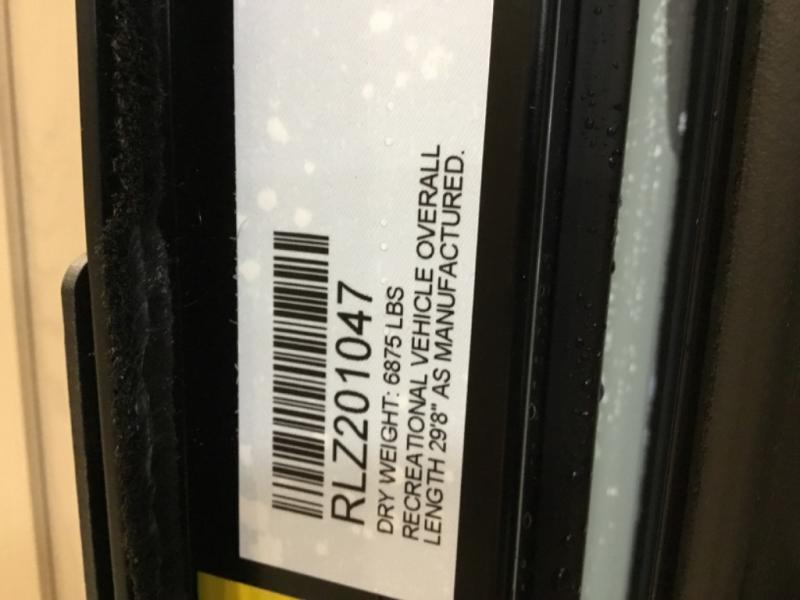 RLZ201047
DRY WEIGHT: 6875 LBS
RECREATIONAL VEHICLE OVERALL
LENGTH 29'8" AS MANUFACTURED.